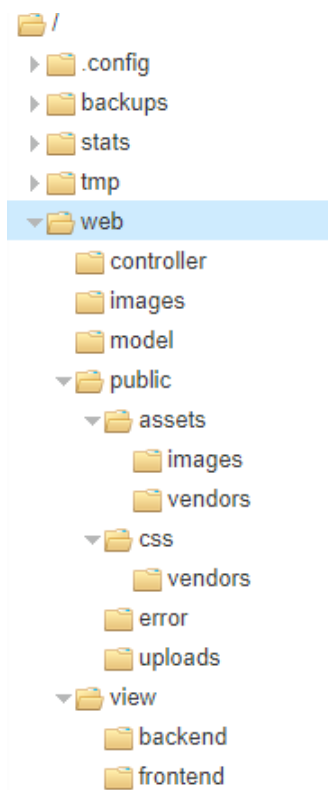 /
.config
backups
stats
tmp
web
controller
images
model
public
assets
images
vendors
css
vendors
error
uploads
view
backend
frontend